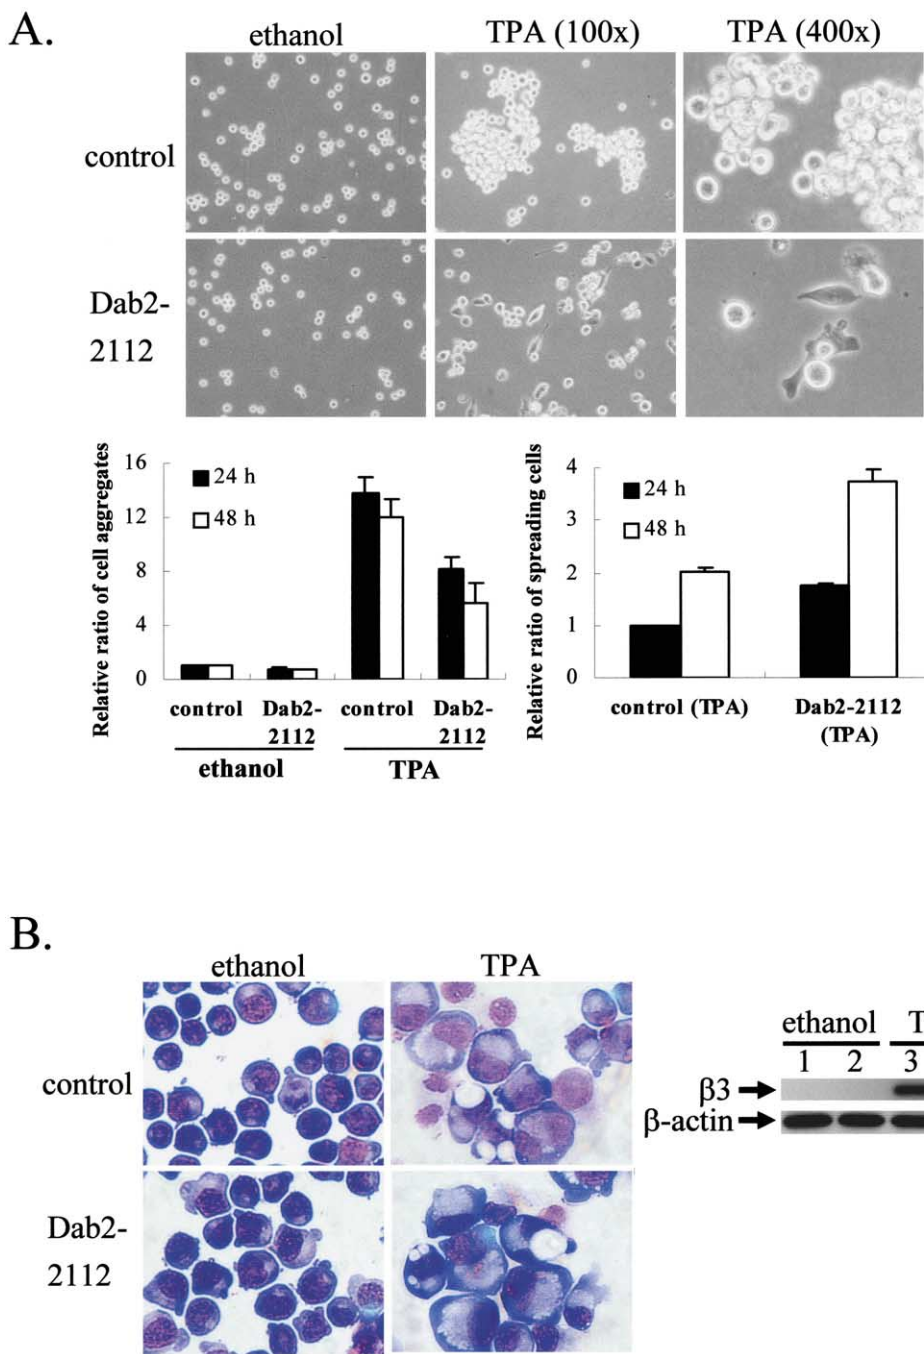 A.
ethanol TPA (100x) TPA (400x)
control
Dab2-
2112
Relative ratio of cell aggregates
16
12
8
4
0
24 h
48 h
control Dab2- control Dab2-
2112 2112
ethanol TPA
Relative ratio of spreading cells
4
3
2
1
0
24 h
48 h
control (TPA) Dab2-2112
(TPA)
B.
ethanol TPA
control
Dab2-
2112
ethanol T
1 2 3
β3
β-actin